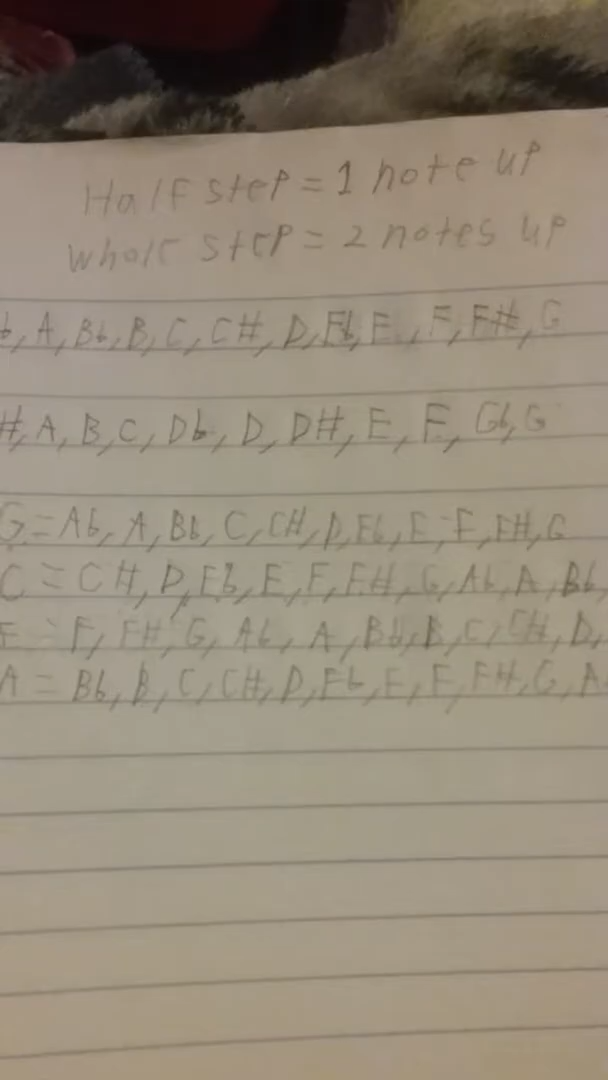 Half step = 1 note up
Whole step = 2 notes up
b, A, Bb, B, C, C#, D, Eb, E, F, F#, G
#, A, B, C, Db, D, D#, E, F, Gb, G
G = Ab, A, Bb, C, C#, D, Eb, E, F, F#, G
C = C#, D, Eb, E, F, F#, G, Ab, A, Bb,
E = F, F#, G, Ab, A, Bb, B, C, C#, D,
A = Bb, B, C, C#, D, Eb, E, F, F#, G, A